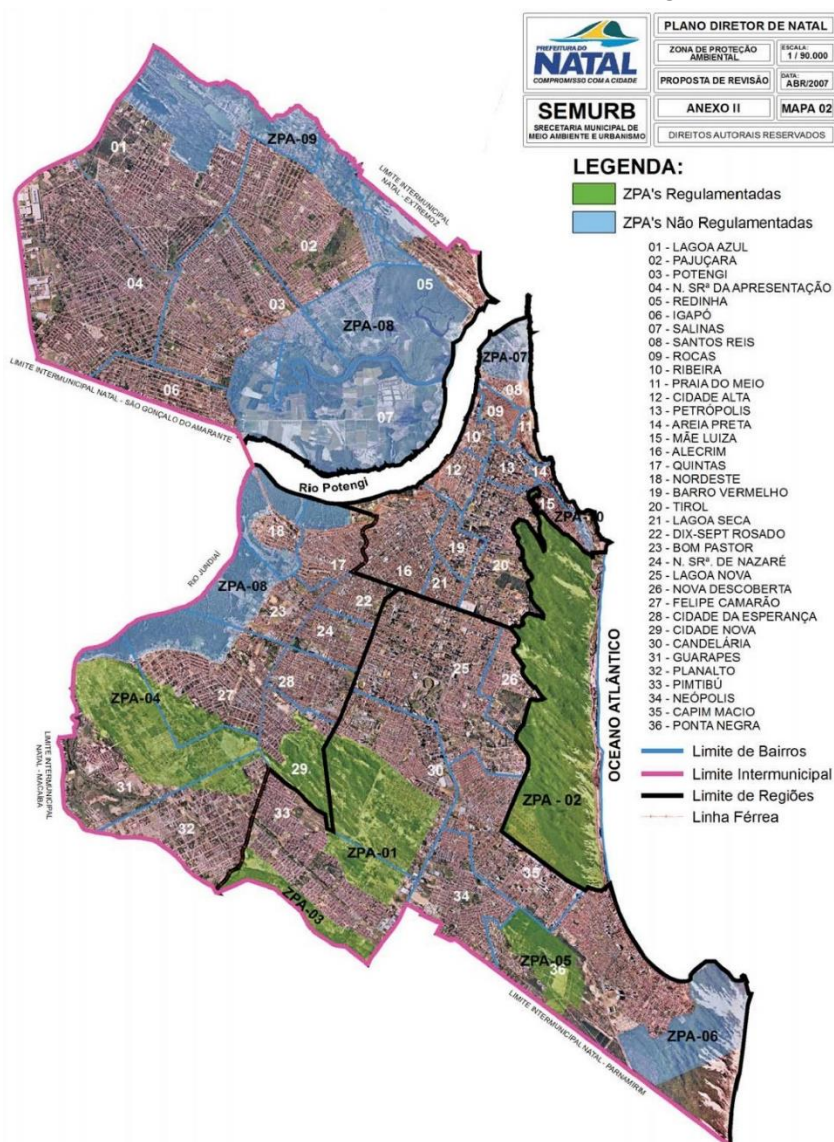 PREFEITURA DO
NATAL
COMPROMISSO COM A CIDADE
SEMURB
SECRETARIA MUNICIPAL DE
MEIO AMBIENTE E URBANISMO
PLANO DIRETOR DE NATAL
ZONA DE PROTEÇÃO
AMBIENTAL
ESCALA:
1 / 90.000
PROPOSTA DE REVISÃO
DATA:
ABR/2007
ANEXO II
MAPA 02
DIREITOS AUTORAIS RESERVADOS
LEGENDA:
ZPA's Regulamentadas
ZPA's Não Regulamentadas
01 - LAGOA AZUL
02 - PAJUÇARA
03 - POTENGI
04 - N. SRª DA APRESENTAÇÃO
05 - REDINHA
06 - IGAPÓ
07 - SALINAS
08 - SANTOS REIS
09 - ROCAS
10 - RIBEIRA
11 - PRAIA DO MEIO
12 - CIDADE ALTA
13 - PETRÓPOLIS
14 - AREIA PRETA
15 - MÃE LUIZA
16 - ALECRIM
17 - QUINTAS
18 - NORDESTE
19 - BARRO VERMELHO
20 - TIROL
21 - LAGOA SECA
22 - DIX-SEPT ROSADO
23 - BOM PASTOR
24 - N. SRª. DE NAZARÉ
25 - LAGOA NOVA
26 - NOVA DESCOBERTA
27 - FELIPE CAMARÃO
28 - CIDADE DA ESPERANÇA
29 - CIDADE NOVA
30 - CANDELÁRIA
31 - GUARAPES
32 - PLANALTO
33 - PIMTIBÚ
34 - NEÓPOLIS
35 - CAPIM MACIO
36 - PONTA NEGRA
Limite de Bairros
Limite Intermunicipal
Limite de Regiões
Linha Férrea
01
ZPA-09
LIMITE INTERMUNICIPAL
NATAL - EXTREMOZ
02
04
03
05
ZPA-08
06
07
LIMITE INTERMUNICIPAL NATAL - SÃO GONÇALO DO AMARANTE
Rio Potengi
ZPA-07
08
09
11
10
12
13
14
15
ZPA-10
18
17
16
19
21
20
RIO JUNDIAÍ
ZPA-08
23
22
24
25
26
28
27
ZPA-04
29
30
OCEANO ATLÂNTICO
LIMITE INTERMUNICIPAL
NATAL - MACAÍBA
31
32
33
ZPA-01
ZPA - 02
ZPA-03
34
35
ZPA-05
36
ZPA-06
LIMITE INTERMUNICIPAL NATAL - PARNAMIRIM